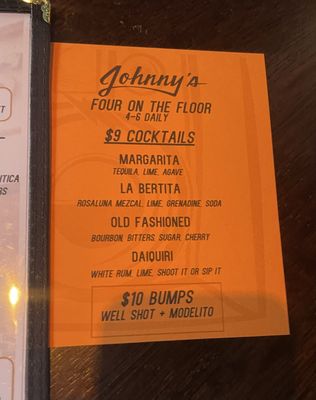 Johnny's
FOUR ON THE FLOOR
4-6 DAILY
$9 COCKTAILS
MARGARITA
TEQUILA, LIME, AGAVE
LA BERTITA
ROSALUNA MEZCAL, LIME, GRENADINE, SODA
OLD FASHIONED
BOURBON, BITTERS, SUGAR, CHERRY
DAIQUIRI
WHITE RUM, LIME, SHOOT IT OR SIP IT
$10 BUMPS
WELL SHOT + MODELITO